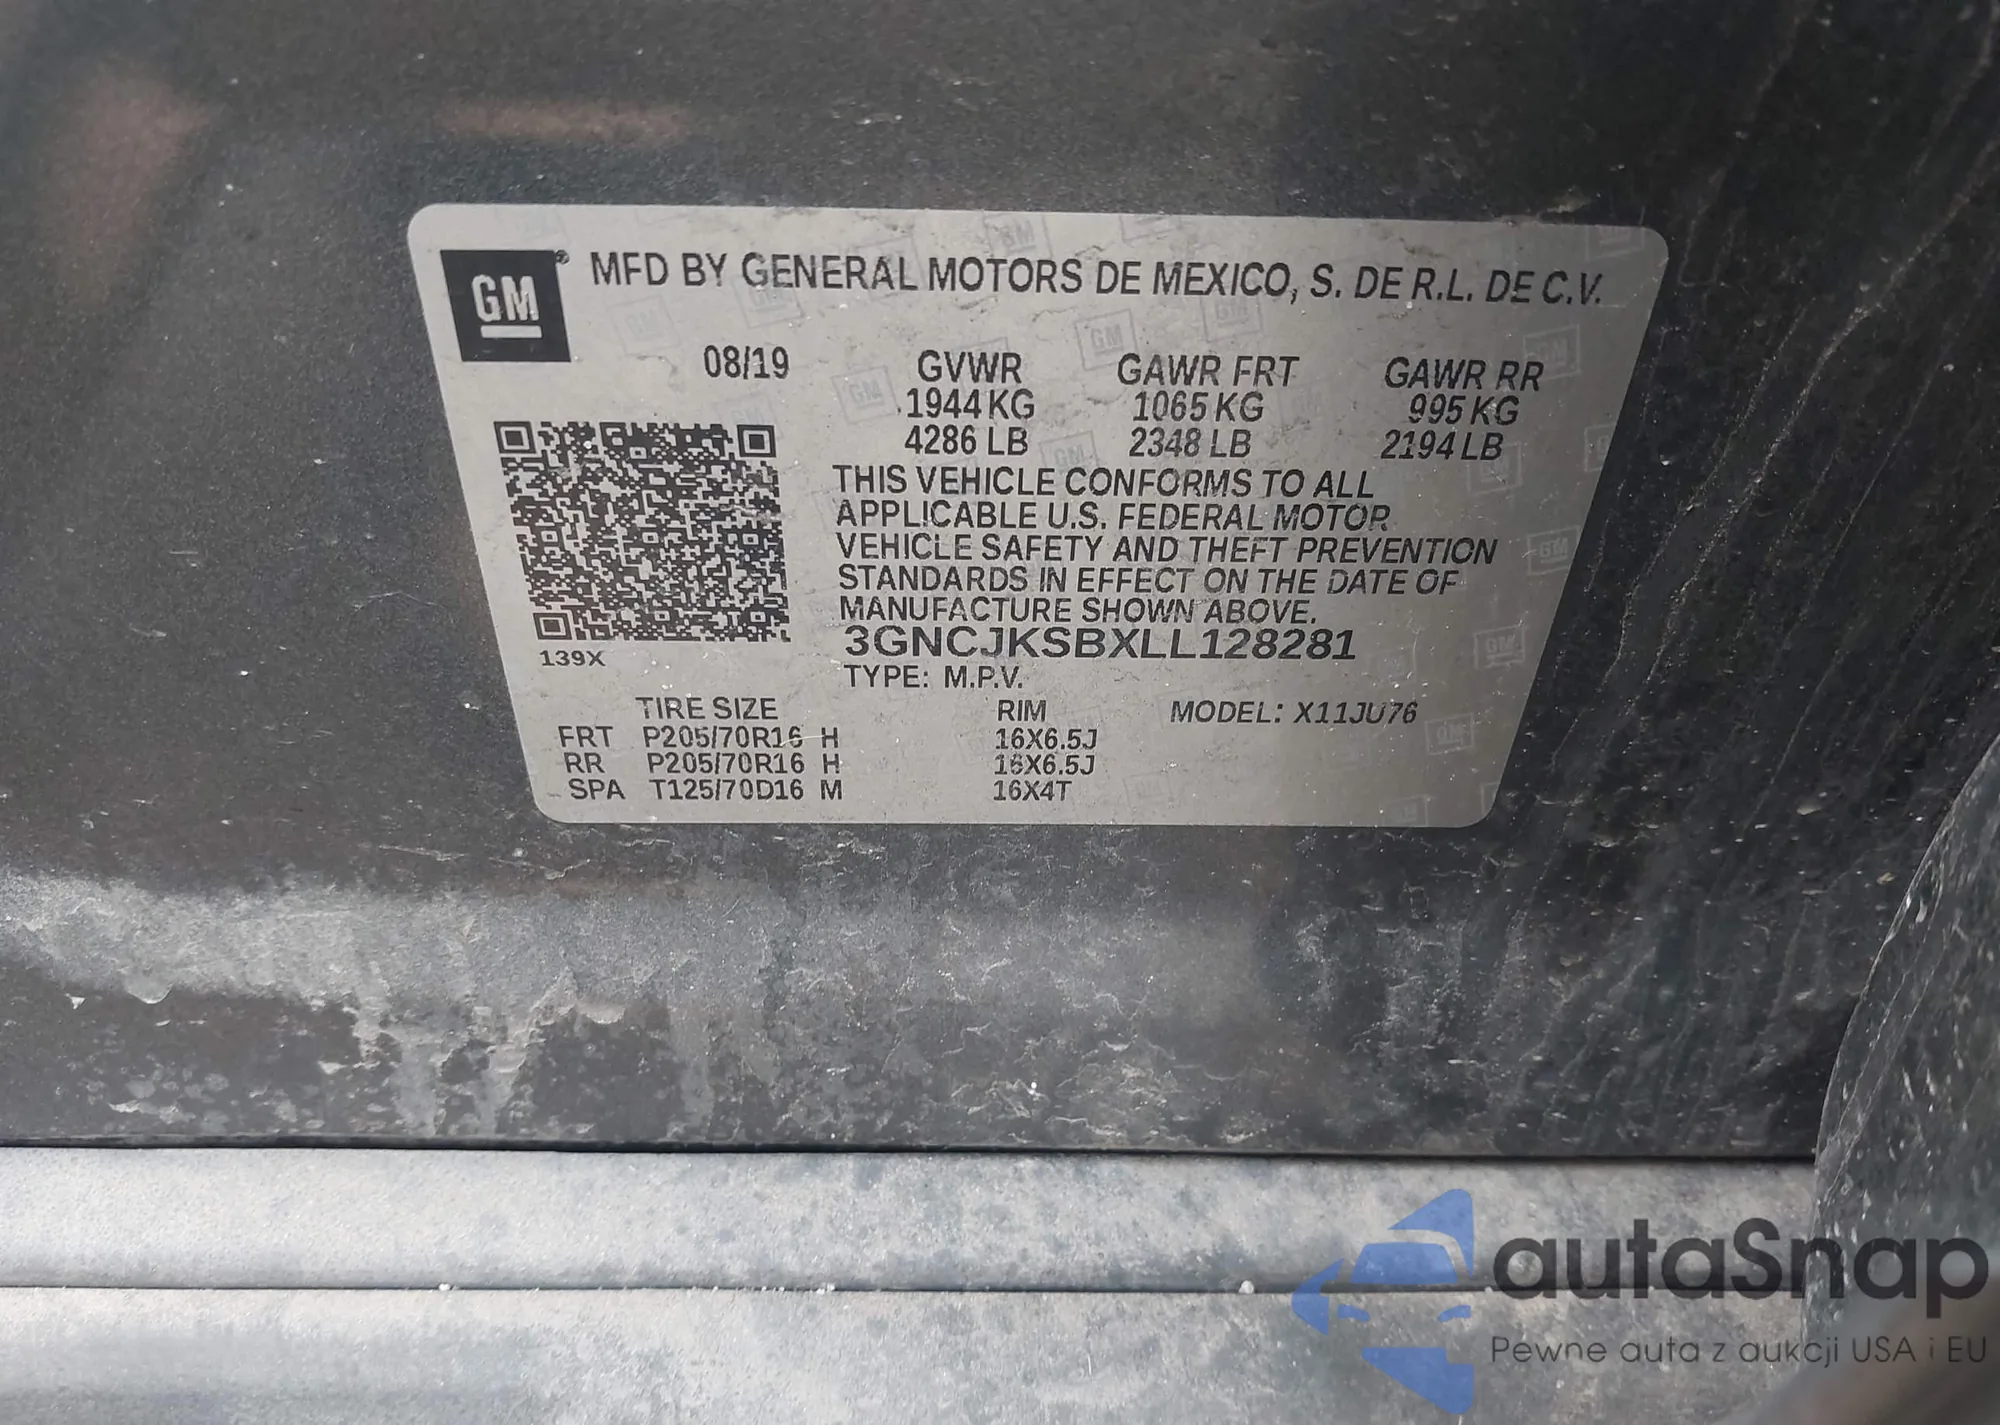 GM® MFD BY GENERAL MOTORS DE MEXICO, S. DE R.L. DE C.V.
08/19 GVWR GAWR FRT GAWR RR
1944 KG 1065 KG 995 KG
4286 LB 2348 LB 2194 LB
THIS VEHICLE CONFORMS TO ALL
APPLICABLE U.S. FEDERAL MOTOR
VEHICLE SAFETY AND THEFT PREVENTION
STANDARDS IN EFFECT ON THE DATE OF
MANUFACTURE SHOWN ABOVE.
3GNCJKSBXLL128281
139X
TYPE: M.P.V.
TIRE SIZE RIM MODEL: X11JU76
FRT P205/70R16 H 16X6.5J
RR P205/70R16 H 16X6.5J
SPA T125/70D16 M 16X4T
autaSnap
Pewne auta z aukcji USA i EU